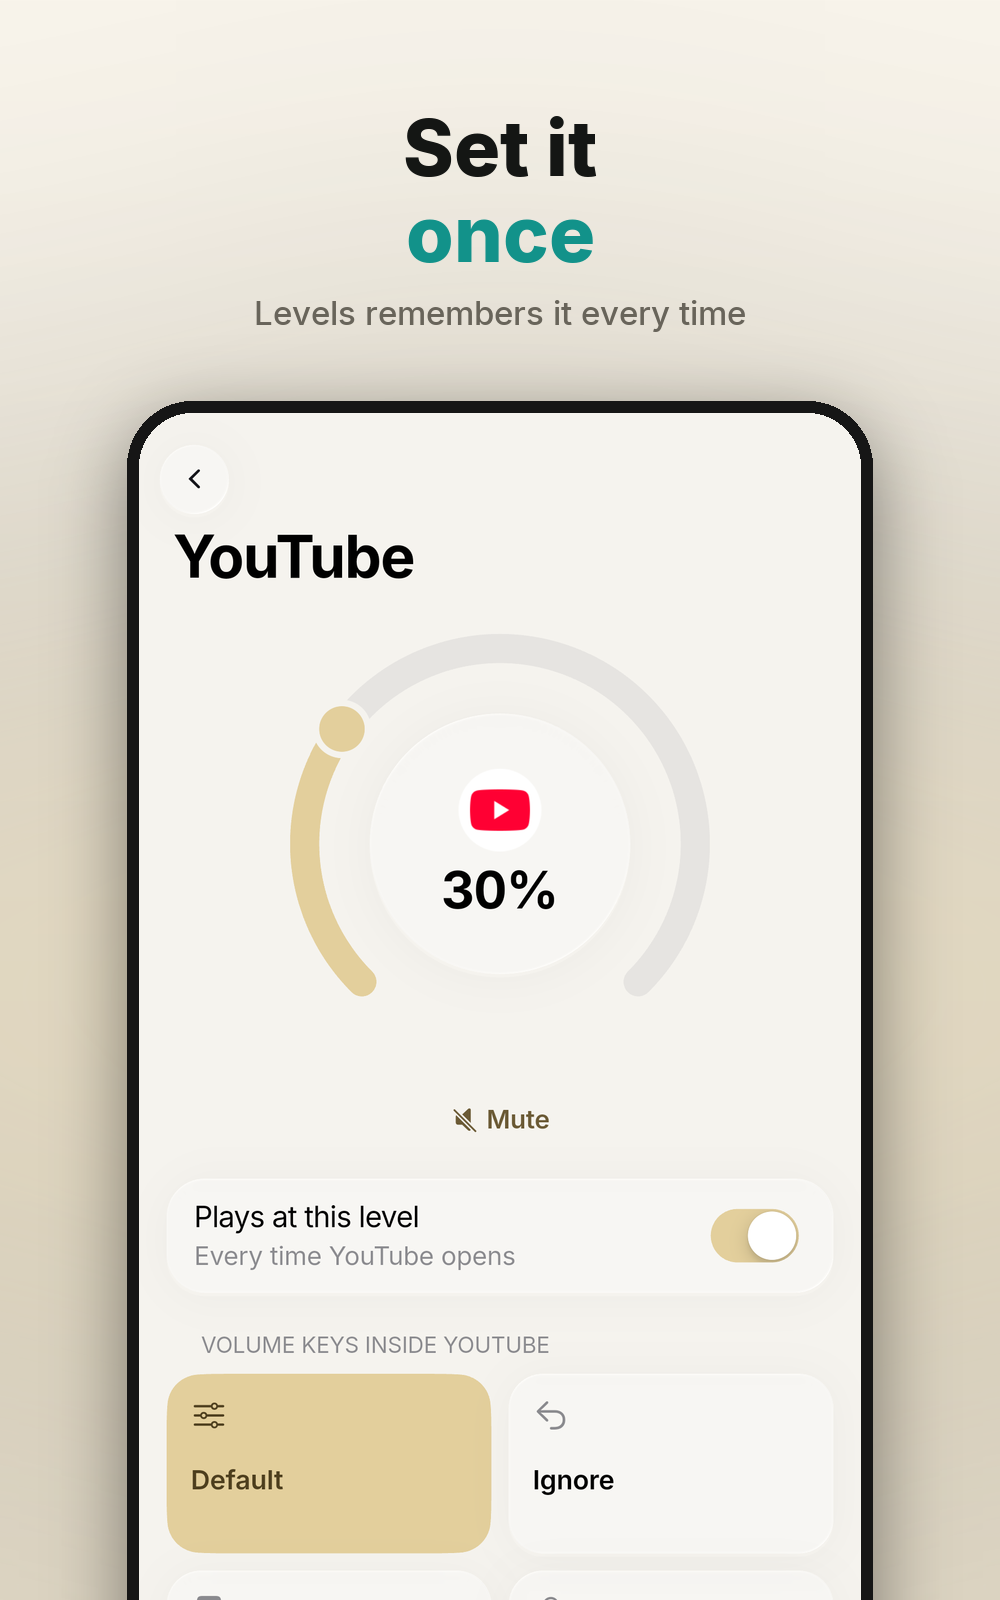 Set it
once
Levels remembers it every time
YouTube
30%
Mute
Plays at this level
Every time YouTube opens
VOLUME KEYS INSIDE YOUTUBE
Default
Ignore